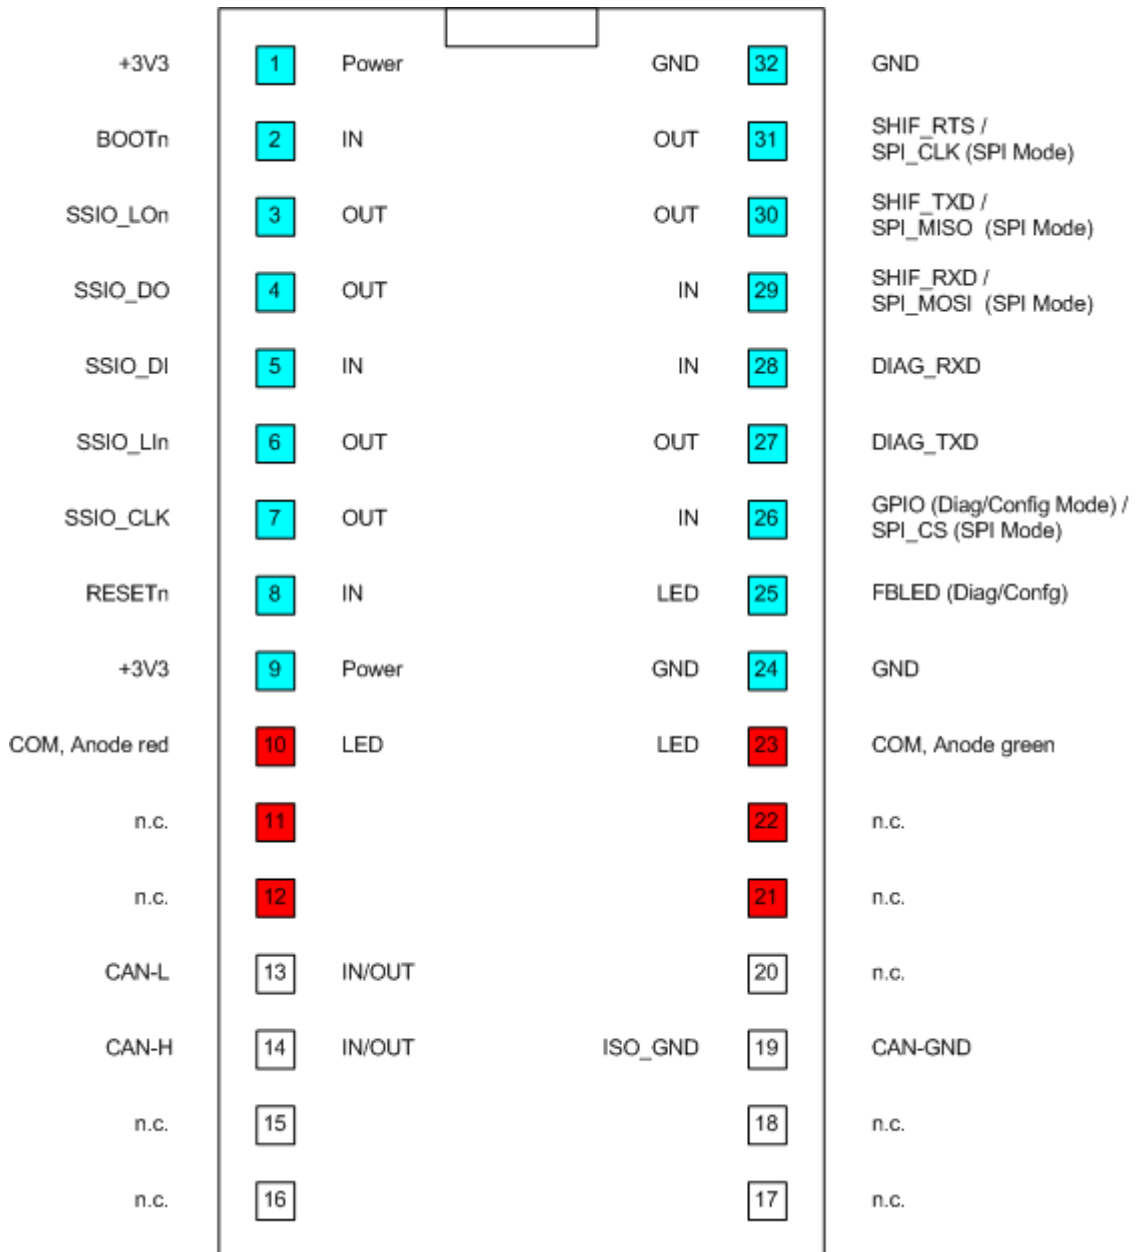 +3V3 1 Power GND 32 GND
BOOTn 2 IN OUT 31 SHIF_RTS /
SPI_CLK (SPI Mode)
SSIO_LOn 3 OUT OUT 30 SHIF_TXD /
SPI_MISO (SPI Mode)
SSIO_DO 4 OUT IN 29 SHIF_RXD /
SPI_MOSI (SPI Mode)
SSIO_DI 5 IN IN 28 DIAG_RXD
SSIO_LIn 6 OUT OUT 27 DIAG_TXD
SSIO_CLK 7 OUT IN 26 GPIO (Diag/Config Mode) /
SPI_CS (SPI Mode)
RESETn 8 IN LED 25 FBLED (Diag/Confg)
+3V3 9 Power GND 24 GND
COM, Anode red 10 LED LED 23 COM, Anode green
n.c. 11 22 n.c.
n.c. 12 21 n.c.
CAN-L 13 IN/OUT 20 n.c.
CAN-H 14 IN/OUT ISO_GND 19 CAN-GND
n.c. 15 18 n.c.
n.c. 16 17 n.c.